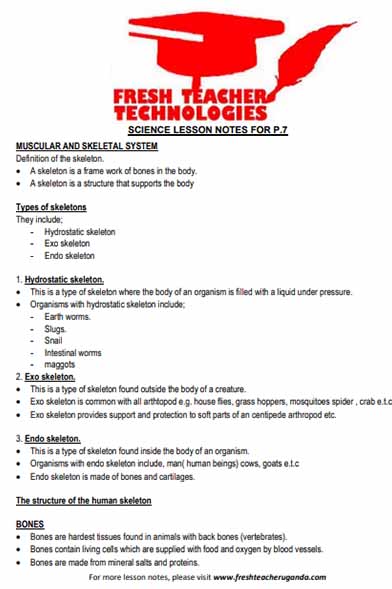 FRESH TEACHER
TECHNOLOGIES
SCIENCE LESSON NOTES FOR P.7
MUSCULAR AND SKELETAL SYSTEM
Definition of the skeleton.
• A skeleton is a frame work of bones in the body.
• A skeleton is a structure that supports the body
Types of skeletons
They include;
- Hydrostatic skeleton
- Exo skeleton
- Endo skeleton
1. Hydrostatic skeleton.
• This is a type of skeleton where the body of an organism is filled with a liquid under pressure.
• Organisms with hydrostatic skeleton include;
- Earth worms.
- Slugs.
- Snail
- Intestinal worms
- maggots
2. Exo skeleton.
• This is a type of skeleton found outside the body of a creature.
• Exo skeleton is common with all arthtopod e.g. house flies, grass hoppers, mosquitoes spider , crab e.t.c
• Exo skeleton provides support and protection to soft parts of an centipede arthropod etc.
3. Endo skeleton.
• This is a type of skeleton found inside the body of an organism.
• Organisms with endo skeleton include, man( human beings) cows, goats e.t.c
• Endo skeleton is made of bones and cartilages.
The structure of the human skeleton
BONES
• Bones are hardest tissues found in animals with back bones (vertebrates).
• Bones contain living cells which are supplied with food and oxygen by blood vessels.
• Bones are made from mineral salts and proteins.
For more lesson notes, please visit www.freshteacheruganda.com